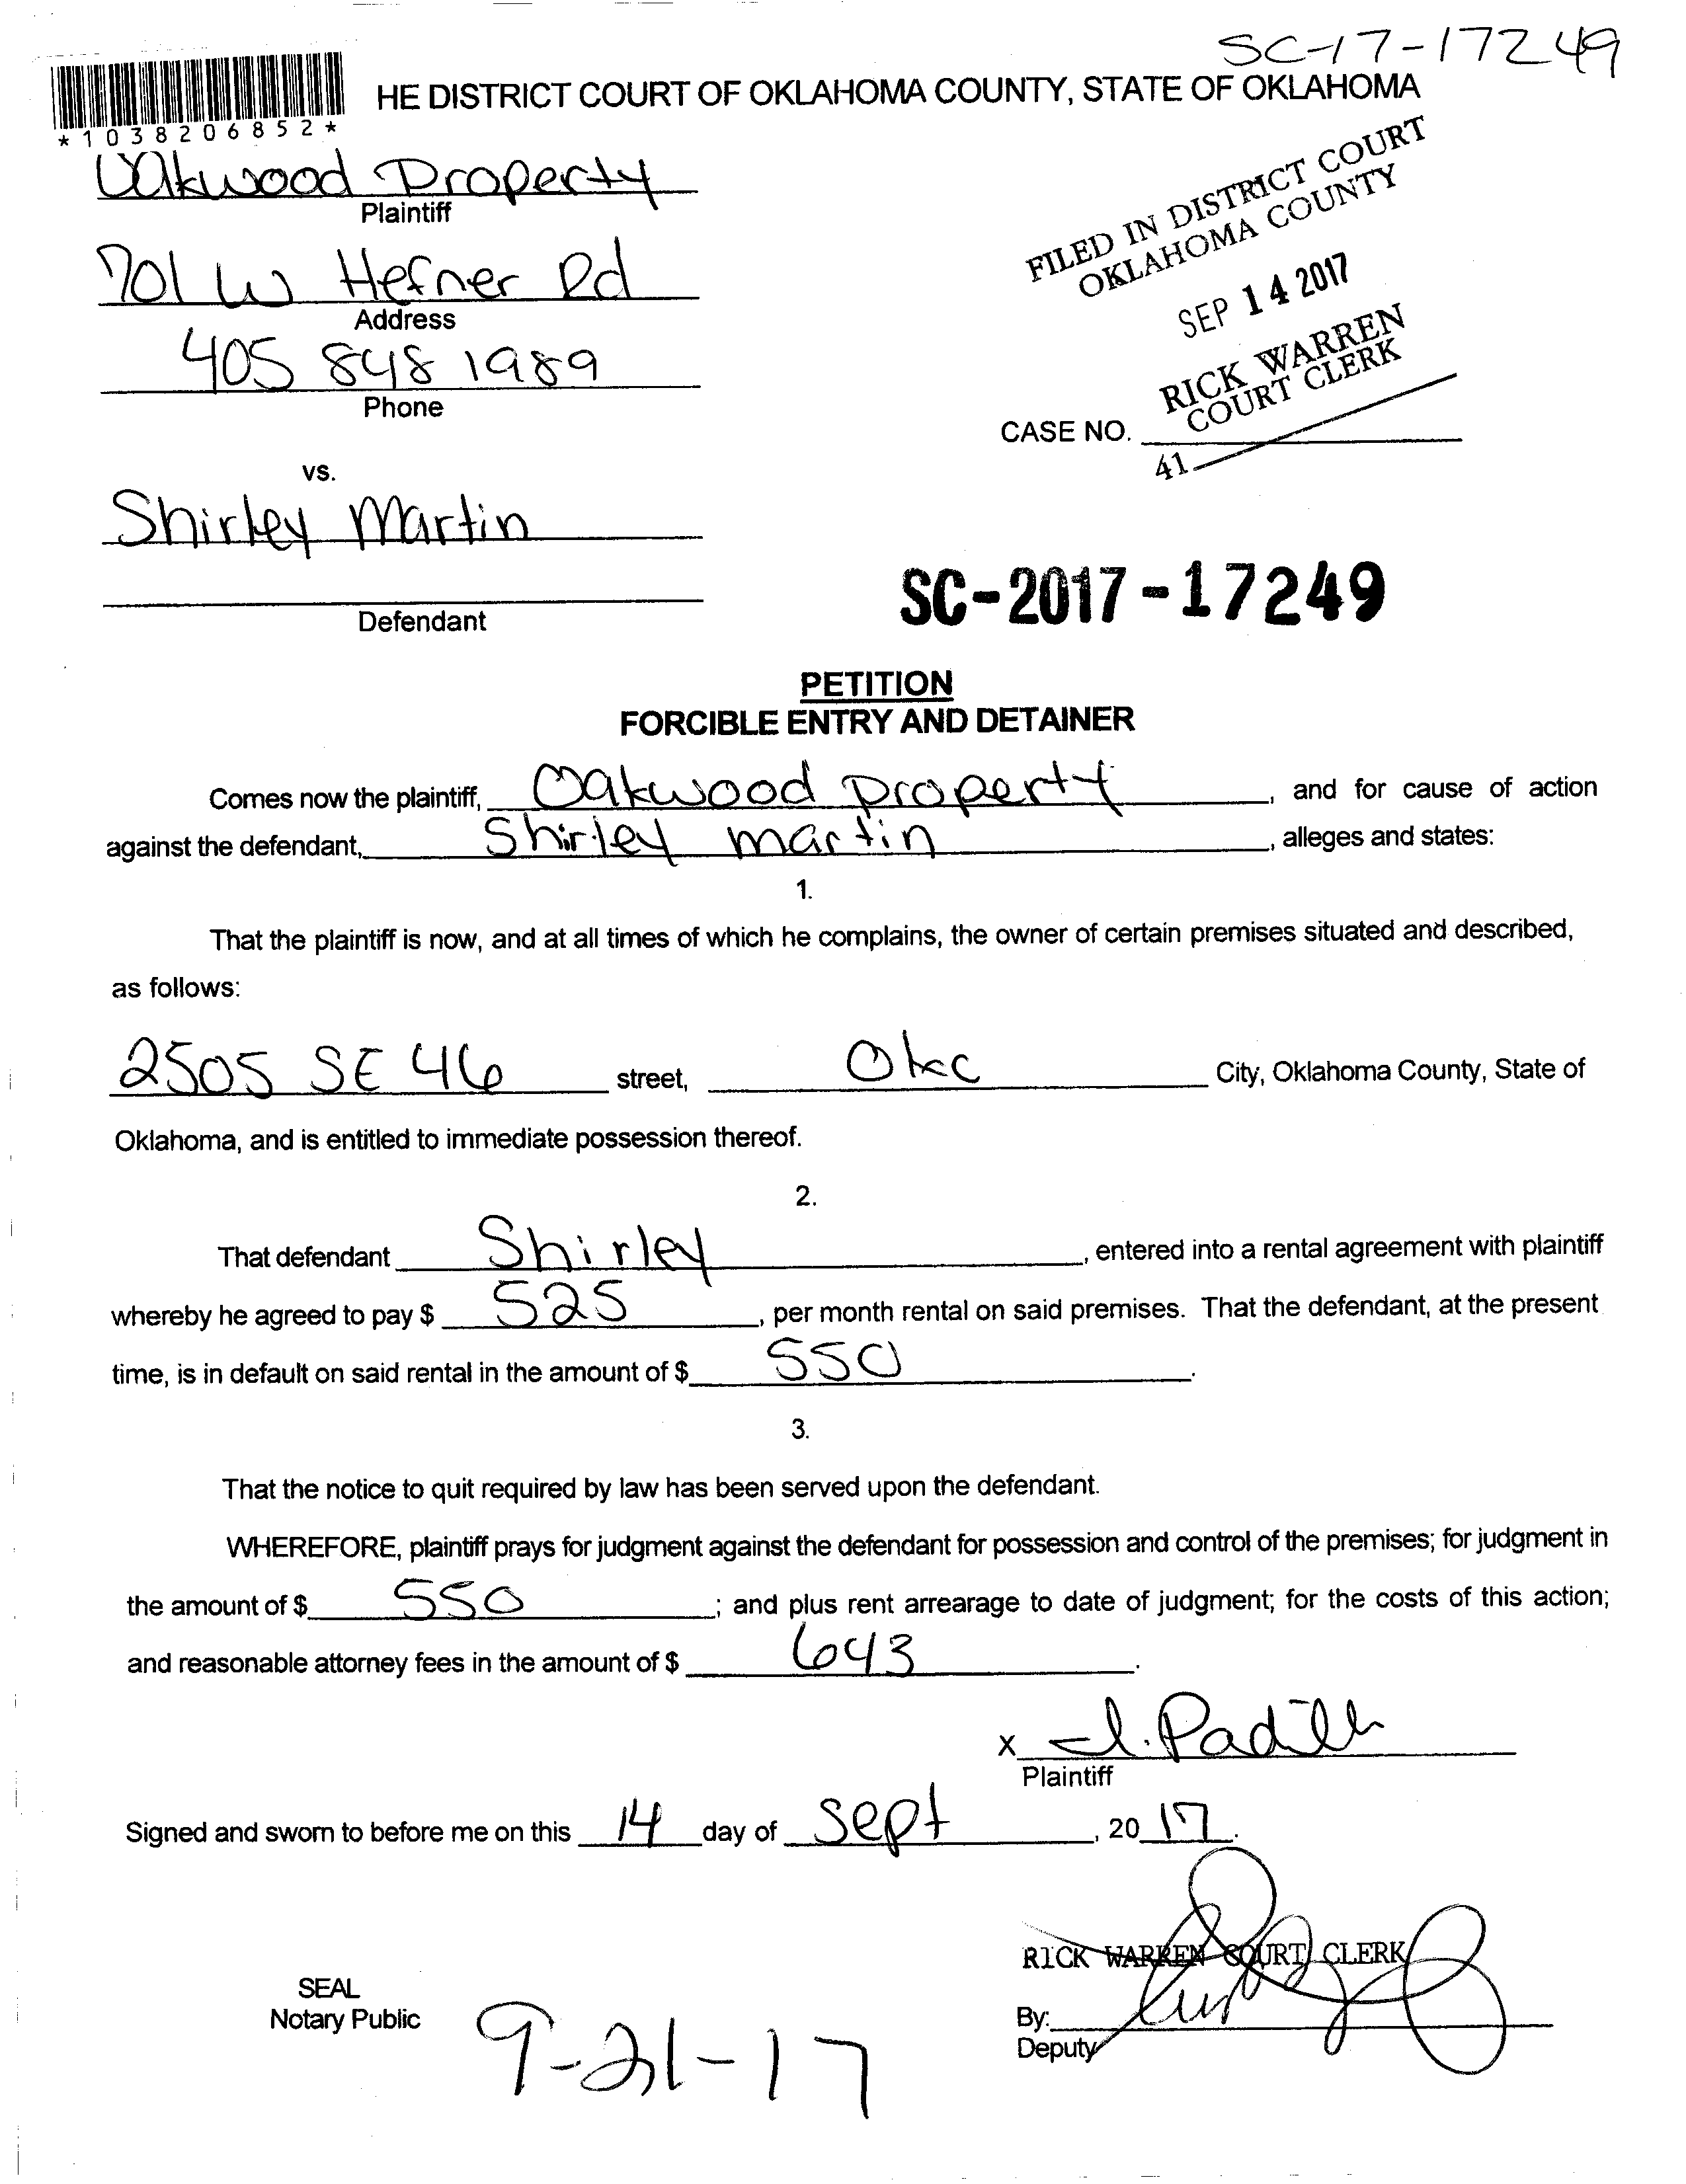 SC-17-17249
HE DISTRICT COURT OF OKLAHOMA COUNTY, STATE OF OKLAHOMA
*1038206852*
Oakwood Property
Plaintiff
FILED IN DISTRICT COURT
OKLAHOMA COUNTY
701 W Hefner Rd
Address
SEP 14 2017
405 848 1989
Phone
RICK WARREN
COURT CLERK
CASE NO.
41
vs.
Shirley Martin
SC-2017-17249
Defendant
PETITION
FORCIBLE ENTRY AND DETAINER
Comes now the plaintiff, Oakwood Property, and for cause of action
against the defendant, Shirley martin, alleges and states:
1.
That the plaintiff is now, and at all times of which he complains, the owner of certain premises situated and described,
as follows:
2505 SE 46 street, Okc City, Oklahoma County, State of
Oklahoma, and is entitled to immediate possession thereof.
2.
That defendant Shirley, entered into a rental agreement with plaintiff
whereby he agreed to pay $ 525, per month rental on said premises. That the defendant, at the present
time, is in default on said rental in the amount of $ 550.
3.
That the notice to quit required by law has been served upon the defendant.
WHEREFORE, plaintiff prays for judgment against the defendant for possession and control of the premises; for judgment in
the amount of $ 550; and plus rent arrearage to date of judgment; for the costs of this action;
and reasonable attorney fees in the amount of $ 643.
X I. Padilla
Plaintiff
Signed and sworn to before me on this 14 day of Sept, 20 17.
RICK WARREN COURT CLERK
SEAL
Notary Public
By:
Deputy
9-21-17